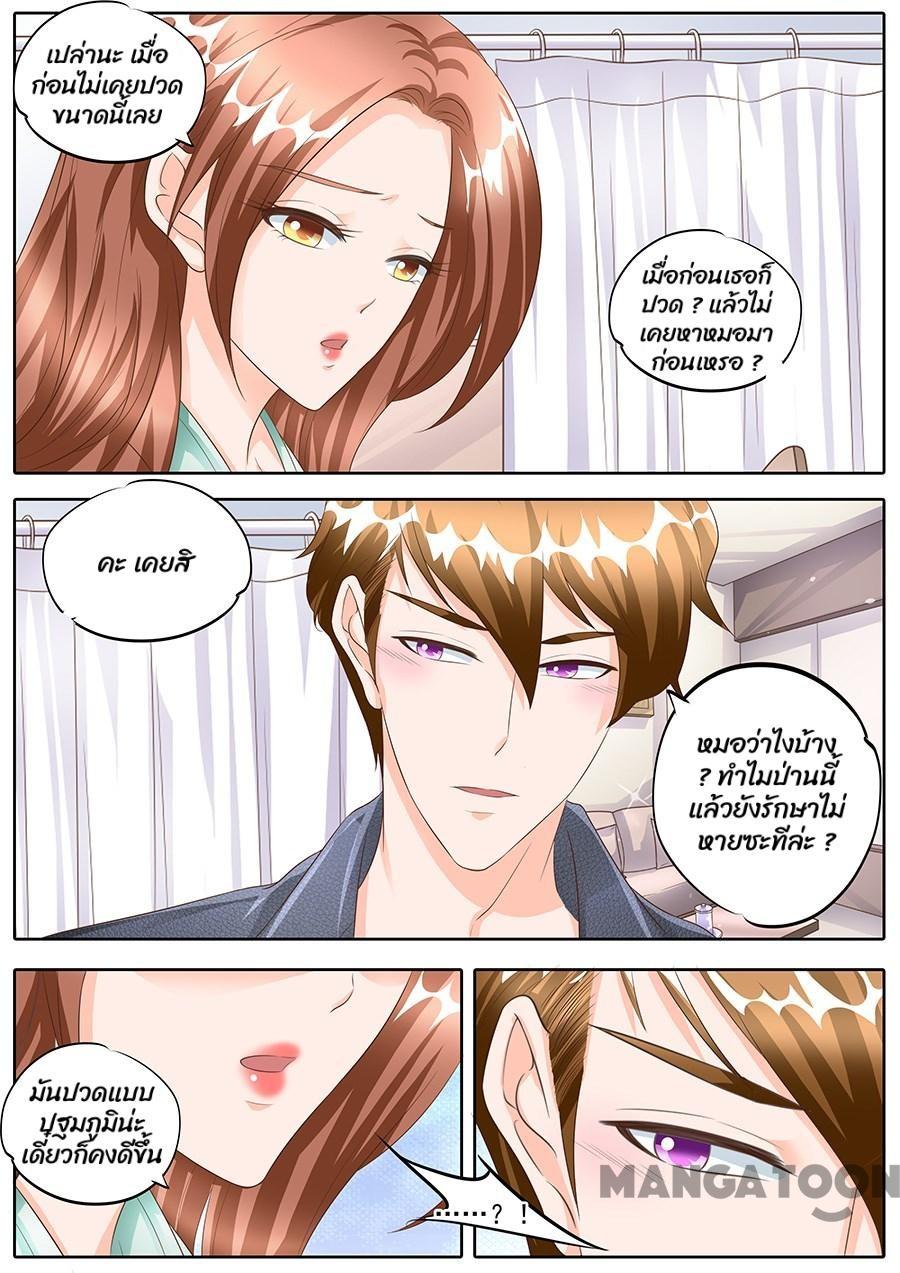 เปล่านะ เมื่อ
ก่อนไม่เคยปวด
ขนาดนี้เลย
เมื่อก่อนเธอก็
ปวด ? แล้วไม่
เคยหาหมอมา
ก่อนเหรอ ?
คะ เคยสิ
หมอว่าไงบ้าง
? ทำไมป่านนี้
แล้วยังรักษาไม่
หายซะทีล่ะ ?
มันปวดแบบ
ปฐมภูมิน่ะ
เดี๋ยวก็คงดีขึ้น
……? !
MANGATOON